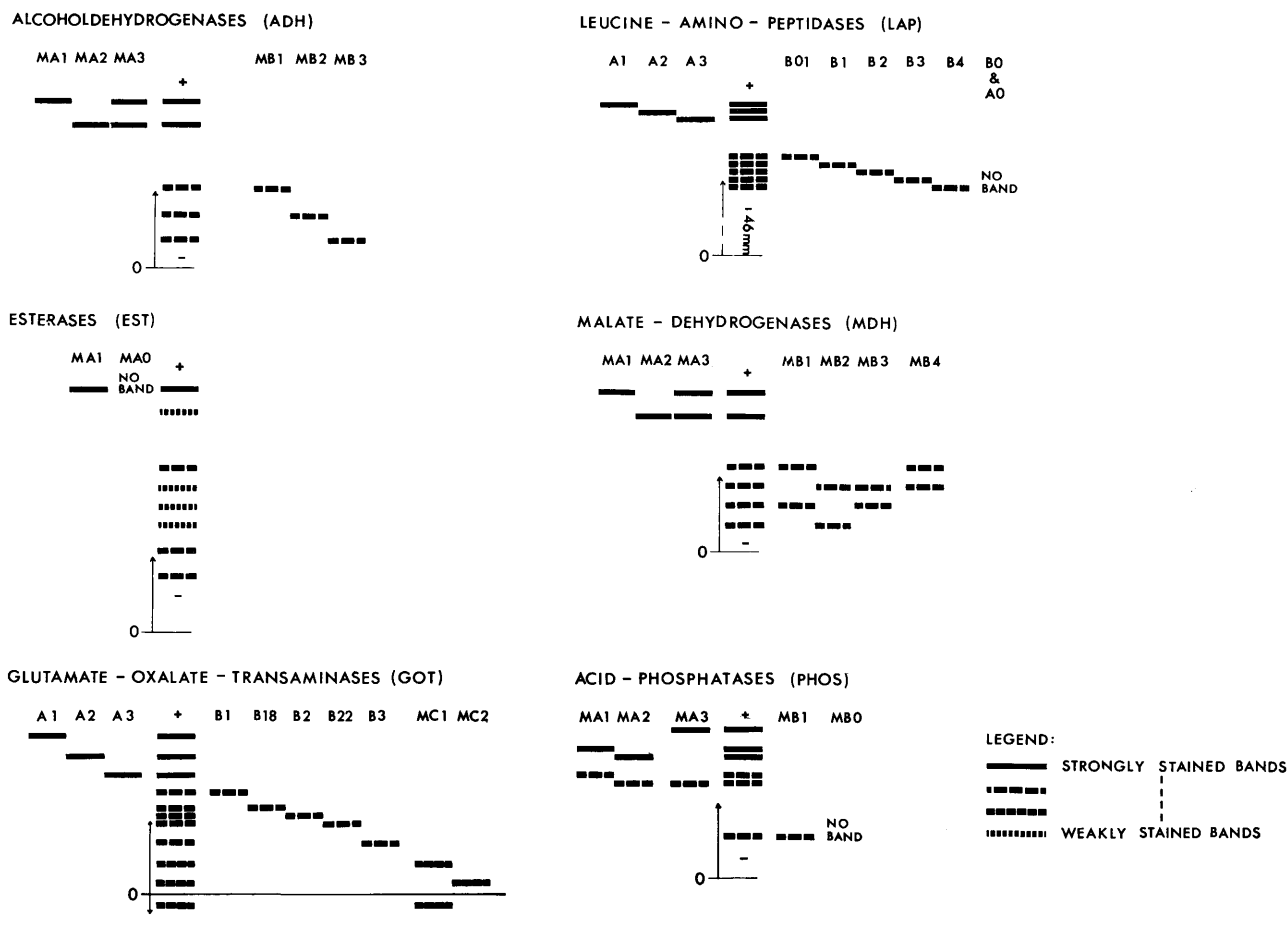 ALCOHOLDEHYDROGENASES (ADH)
MA1 MA2 MA3
+
MB1 MB2 MB3
0
–
LEUCINE – AMINO – PEPTIDASES (LAP)
A1 A2 A3
+
B01 B1 B2 B3 B4 B0 & A0
NO BAND
46mm
0
ESTERASES (EST)
MA1 MA0
NO BAND
+
–
0
MALATE – DEHYDROGENASES (MDH)
MA1 MA2 MA3
+
MB1 MB2 MB3 MB4
–
0
GLUTAMATE – OXALATE – TRANSAMINASES (GOT)
A1 A2 A3 + B1 B18 B2 B22 B3 MC1 MC2
0
ACID – PHOSPHATASES (PHOS)
MA1 MA2 MA3 + MB1 MB0
NO BAND
–
0
LEGEND:
STRONGLY STAINED BANDS
WEAKLY STAINED BANDS